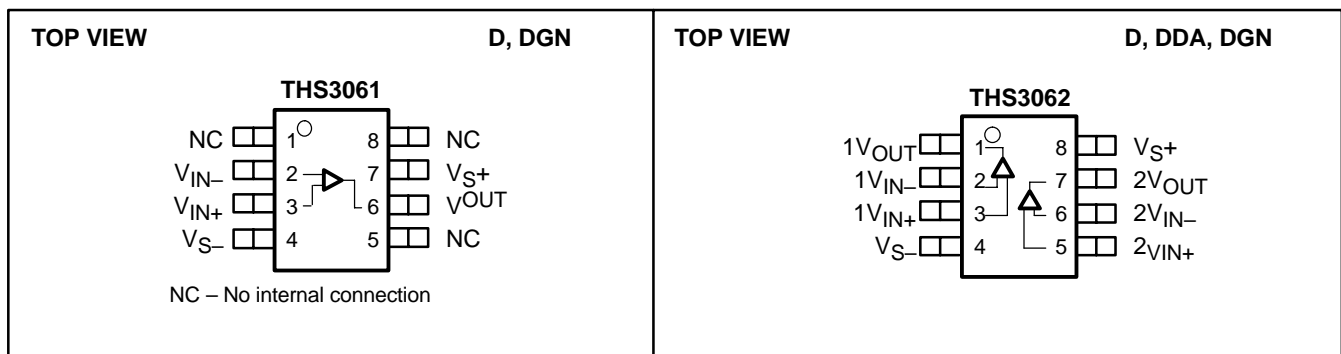 TOP VIEW D, DGN
THS3061
NC 1 8 NC
VIN– 2 7 VS+
VIN+ 3 6 VOUT
VS– 4 5 NC
NC – No internal connection
TOP VIEW D, DDA, DGN
THS3062
1VOUT 1 8 VS+
1VIN– 2 7 2VOUT
1VIN+ 3 6 2VIN–
VS– 4 5 2VIN+